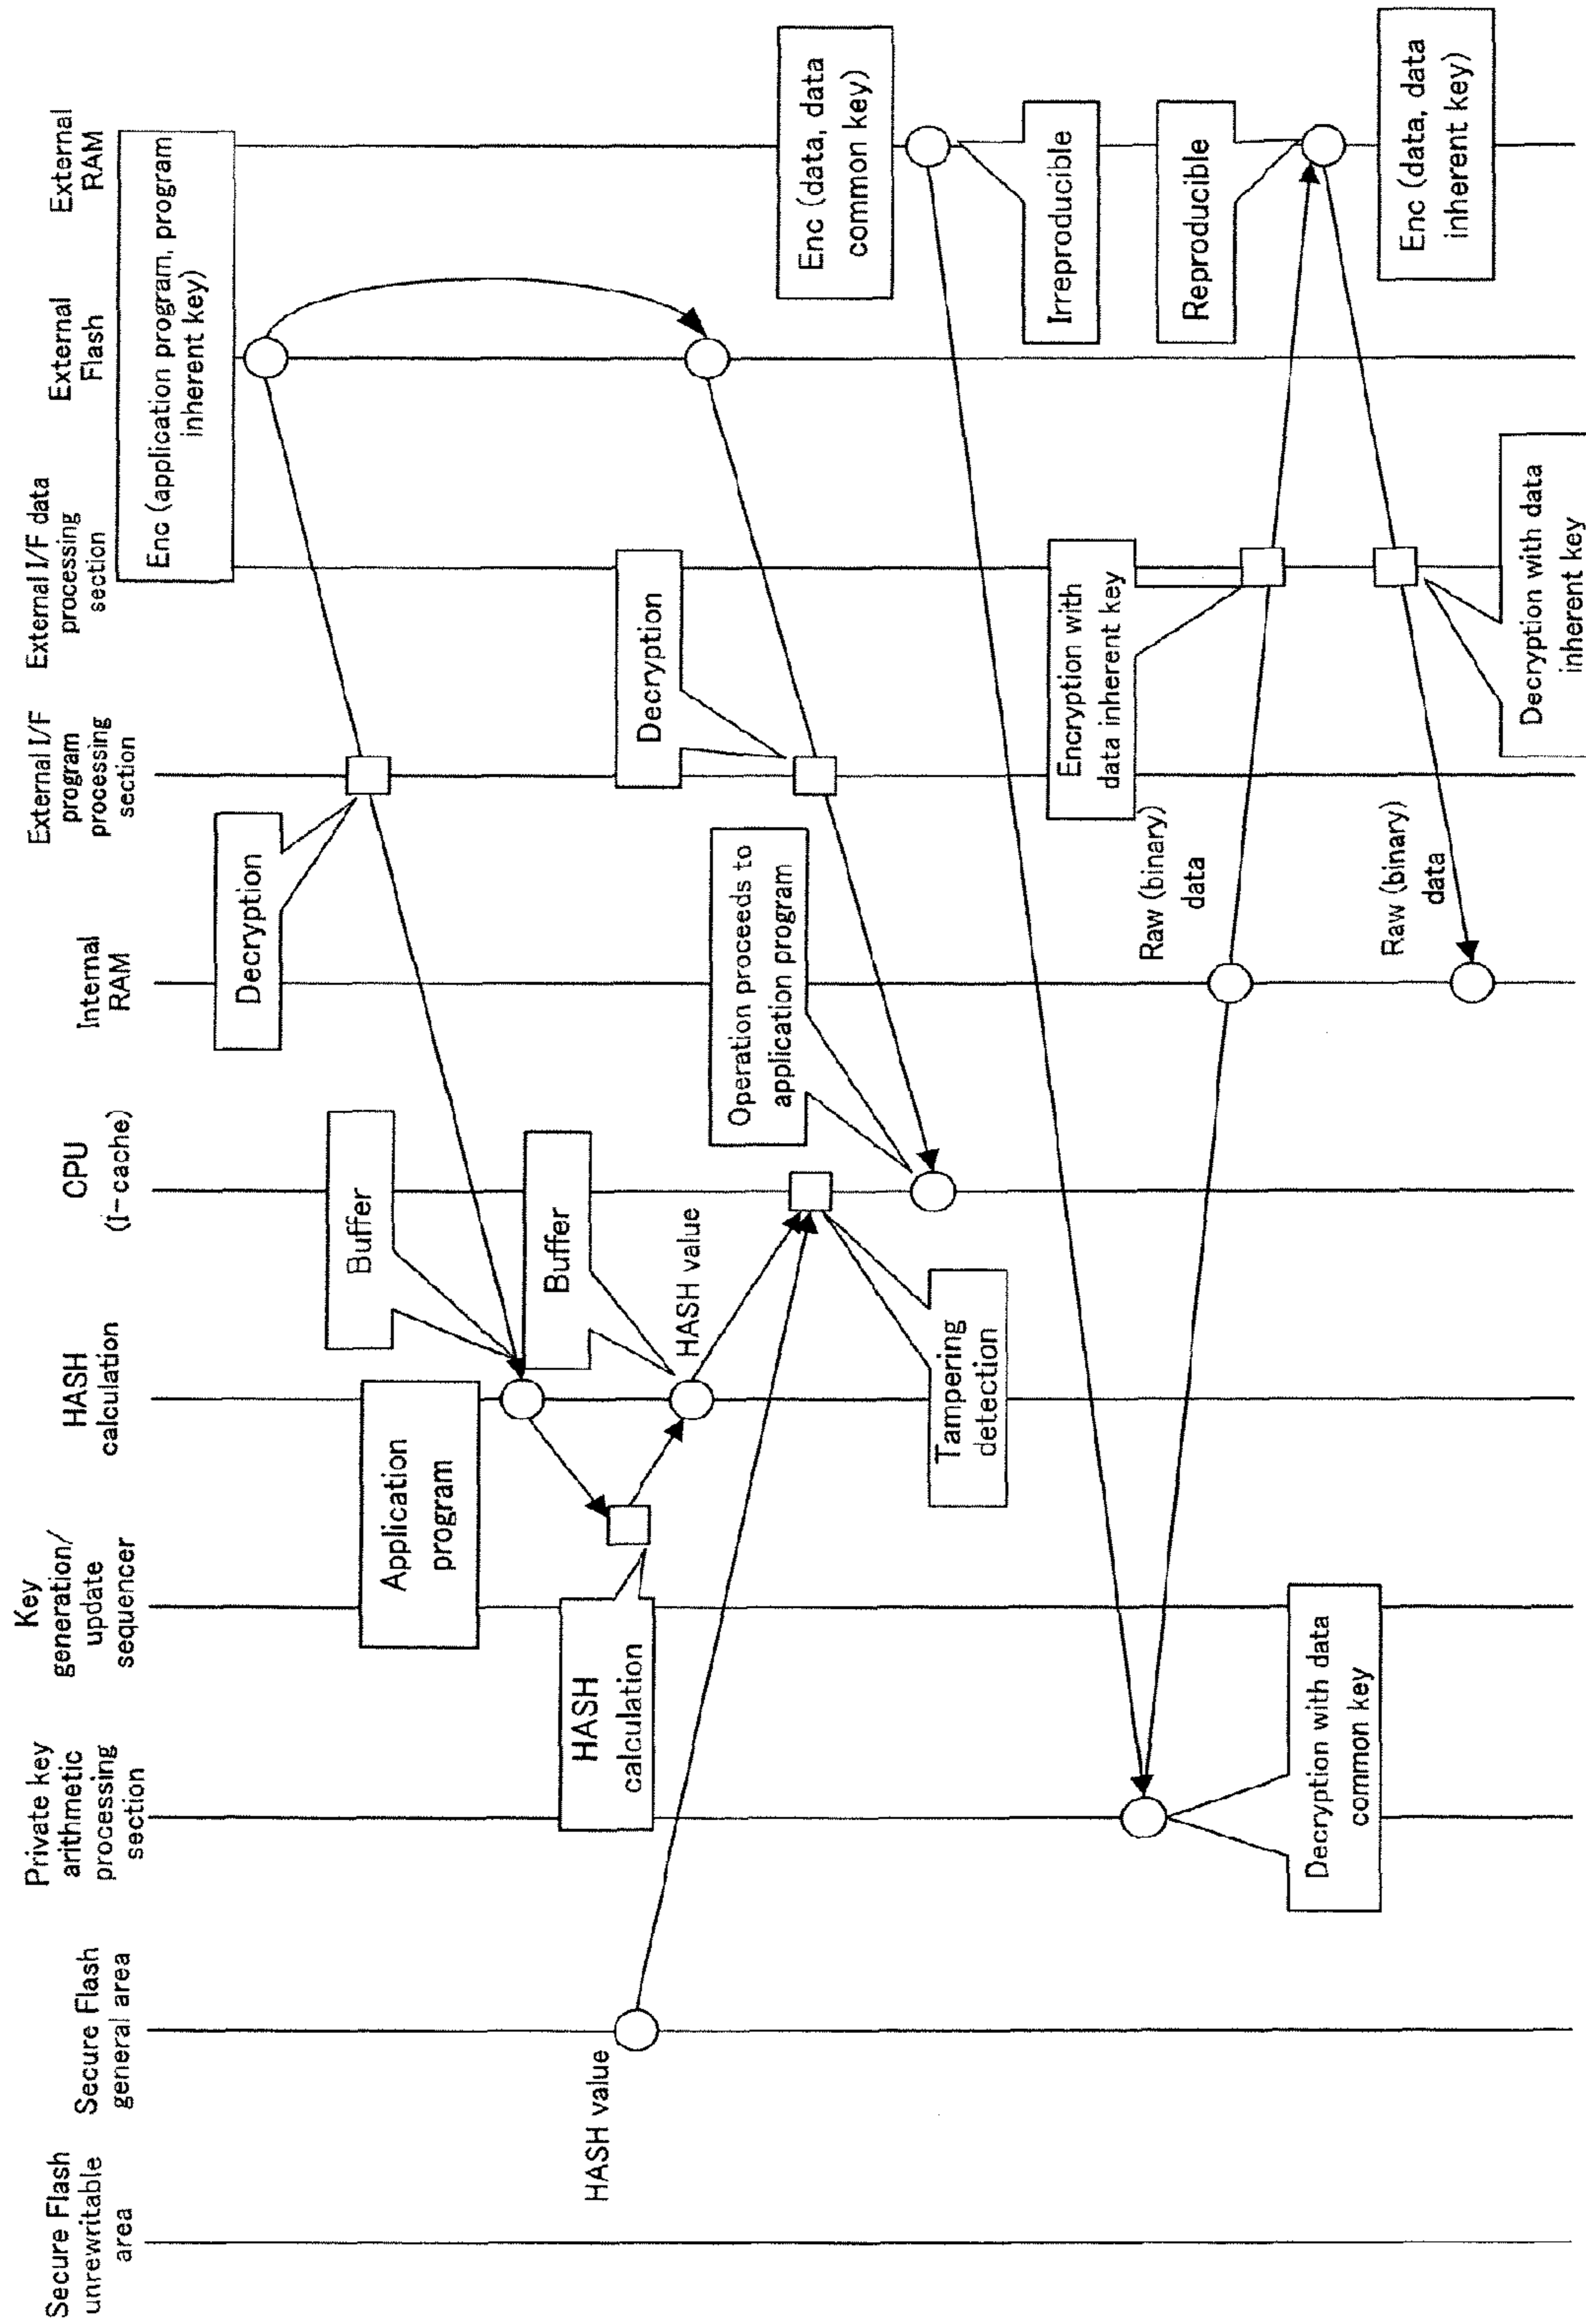 Secure Flash
unrewritable
area
Secure Flash
general area
Private key
arithmetic
processing
section
Key
generation/
update
sequencer
HASH
calculation
CPU
(I-cache)
Internal
RAM
External I/F
program
processing
section
External I/F data
processing
section
External
Flash
External
RAM
Enc (application program, program
inherent key)
Decryption
Buffer
Application
program
Buffer
HASH
calculation
HASH value
HASH value
Decryption
Operation proceeds to
application program
Tampering
detection
Enc (data, data
common key)
Irreproducible
Reproducible
Encryption with
data inherent key
Raw (binary)
data
Decryption with data
common key
Enc (data, data
inherent key)
Raw (binary)
data
Decryption with data
inherent key